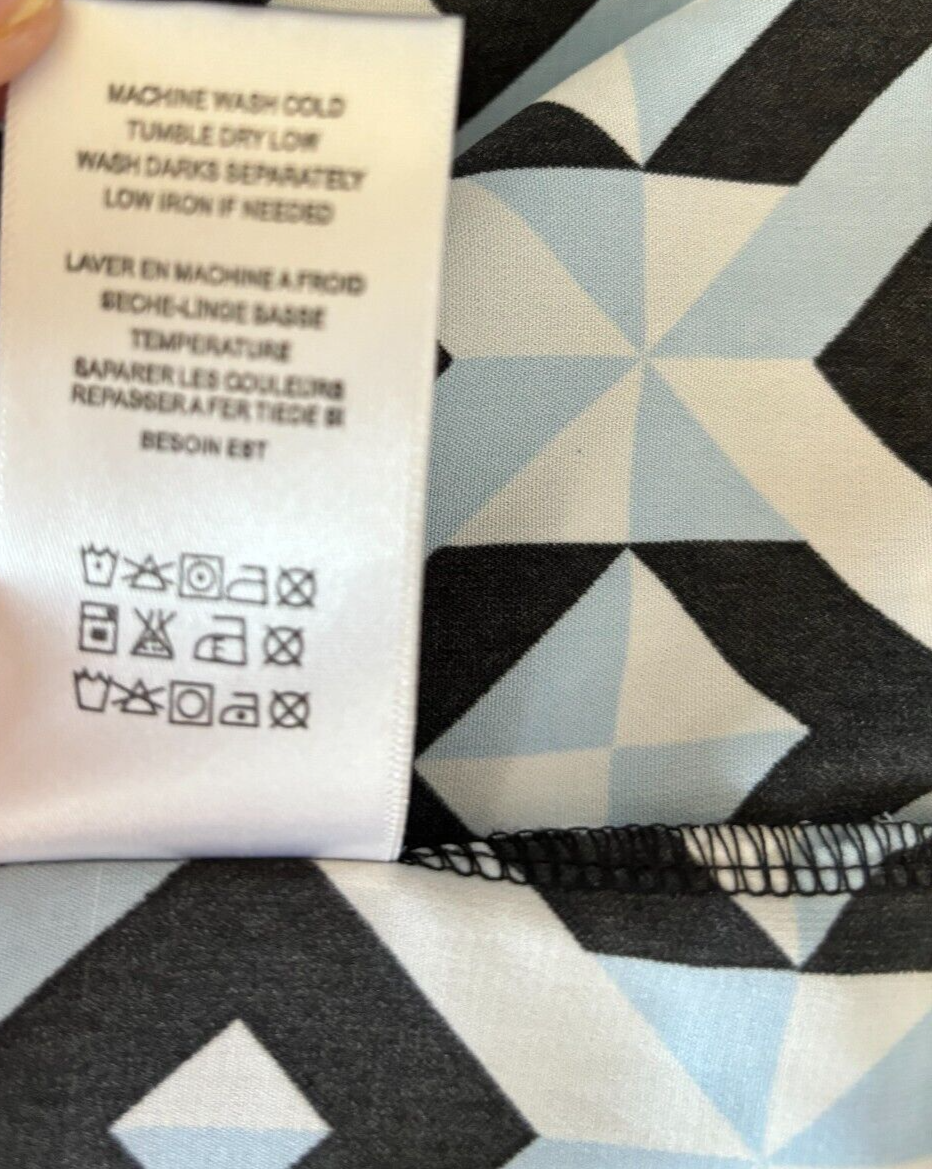 MACHINE WASH COLD
TUMBLE DRY LOW
WASH DARKS SEPARATELY
LOW IRON IF NEEDED
LAVER EN MACHINE A FROID
SECHE-LINGE BASSE
TEMPERATURE
SAPARER LES COULEURS
REPASSER A FER TIEDE SI
BESOIN EST